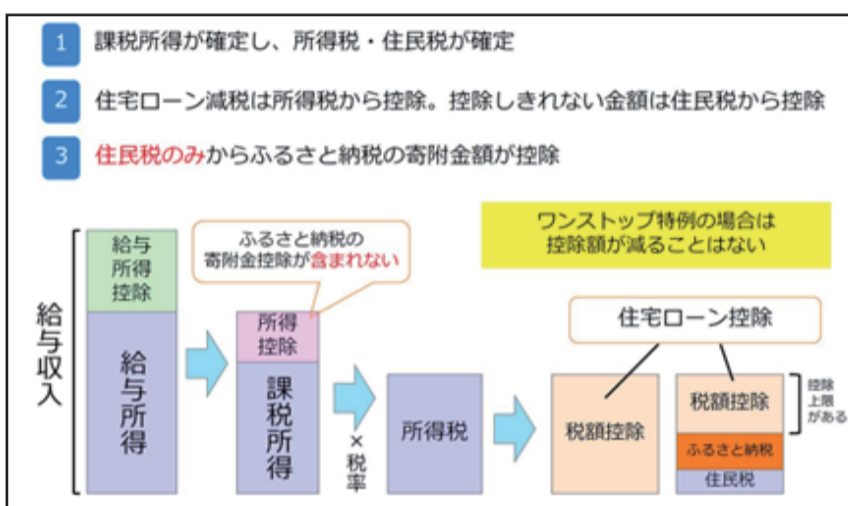 1 課税所得が確定し、所得税・住民税が確定
2 住宅ローン減税は所得税から控除。控除しきれない金額は住民税から控除
3 住民税のみからふるさと納税の寄附金額が控除
ワンストップ特例の場合は
控除額が減ることはない
ふるさと納税の
寄附金控除が含まれない
給与収入
給与
所得
控除
給与所得
所得
控除
課税所得
×税率
所得税
住宅ローン控除
税額控除
税額控除
ふるさと納税
住民税
控除
上限
がある